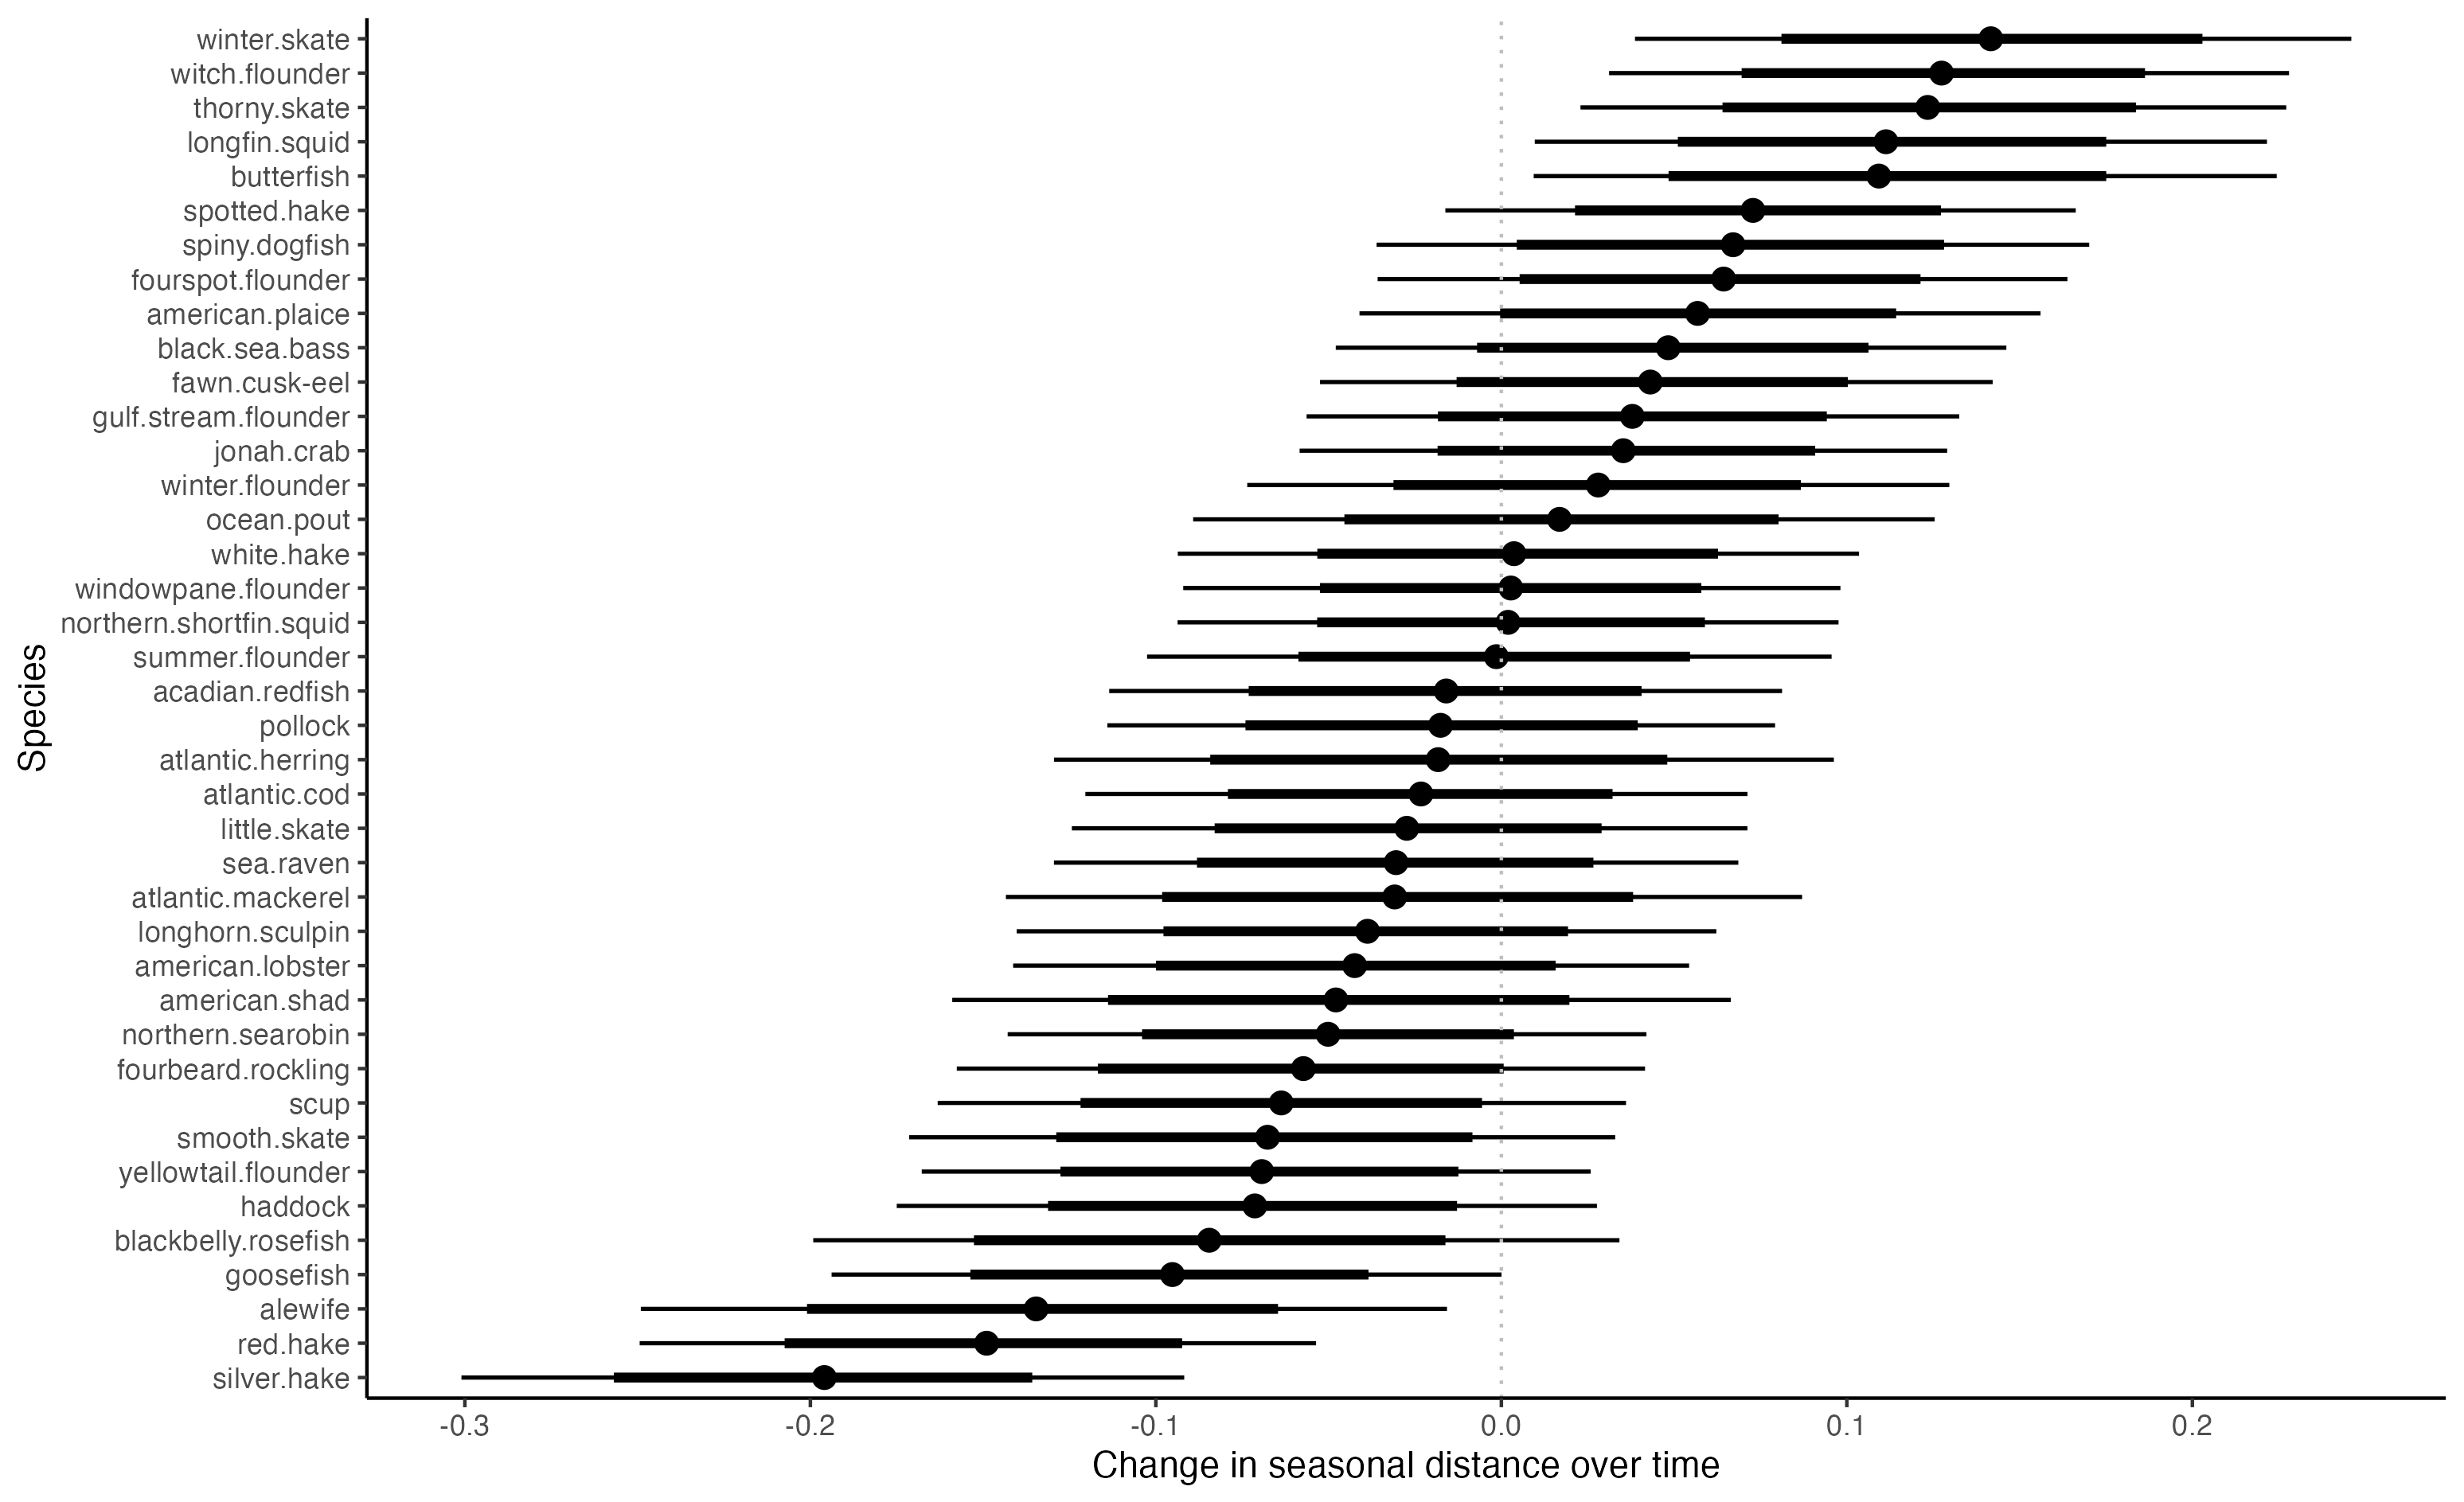 winter.skate
witch.flounder
thorny.skate
longfin.squid
butterfish
spotted.hake
spiny.dogfish
fourspot.flounder
american.plaice
black.sea.bass
fawn.cusk-eel
gulf.stream.flounder
jonah.crab
winter.flounder
ocean.pout
white.hake
windowpane.flounder
northern.shortfin.squid
summer.flounder
acadian.redfish
pollock
atlantic.herring
atlantic.cod
little.skate
sea.raven
atlantic.mackerel
longhorn.sculpin
american.lobster
american.shad
northern.searobin
fourbeard.rockling
scup
smooth.skate
yellowtail.flounder
haddock
blackbelly.rosefish
goosefish
alewife
red.hake
silver.hake
Species
-0.3 -0.2 -0.1 0.0 0.1 0.2
Change in seasonal distance over time